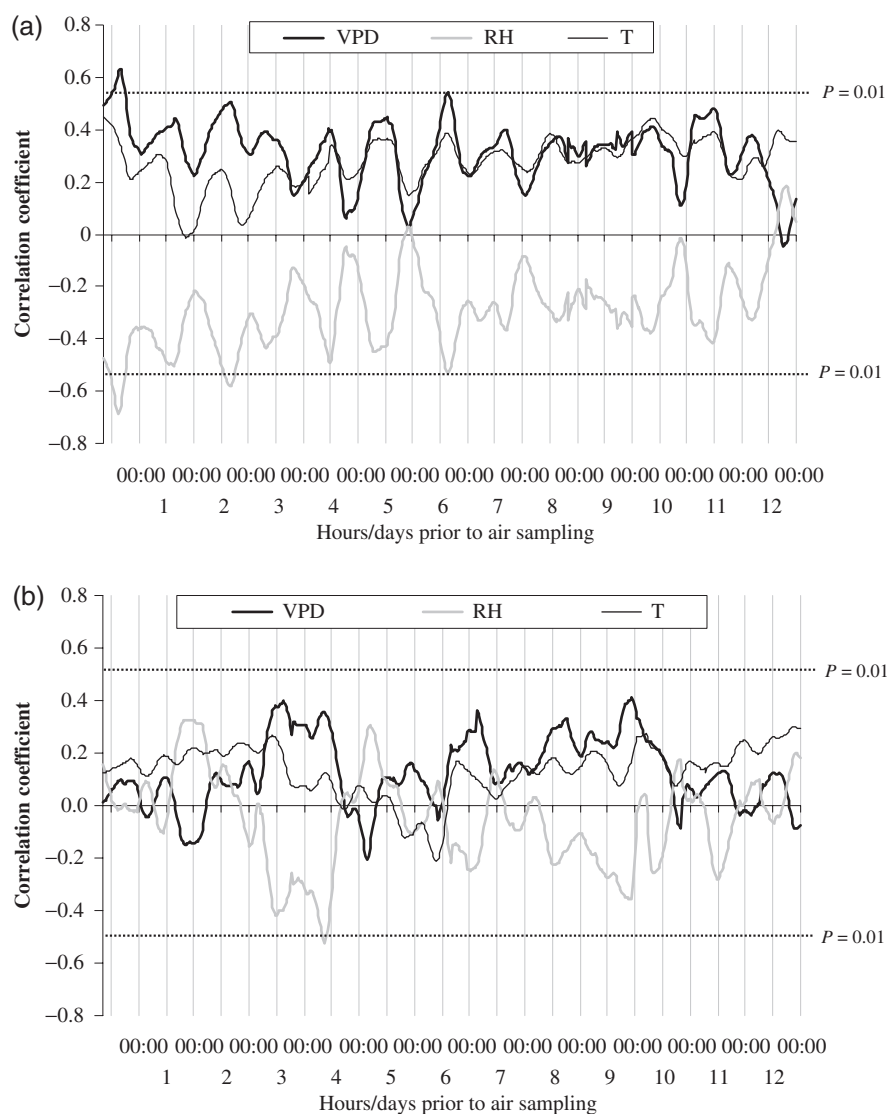 (a)
0.8
VPD RH T
0.6
P = 0.01
0.4
0.2
0
−0.2
−0.4
−0.6
P = 0.01
−0.8
Correlation coefficient
00:00 00:00 00:00 00:00 00:00 00:00 00:00 00:00 00:00 00:00 00:00 00:00 00:00
1 2 3 4 5 6 7 8 9 10 11 12
Hours/days prior to air sampling
(b)
0.8
VPD RH T
0.6
P = 0.01
0.4
0.2
0.0
−0.2
−0.4
P = 0.01
−0.6
−0.8
Correlation coefficient
00:00 00:00 00:00 00:00 00:00 00:00 00:00 00:00 00:00 00:00 00:00 00:00 00:00
1 2 3 4 5 6 7 8 9 10 11 12
Hours/days prior to air sampling